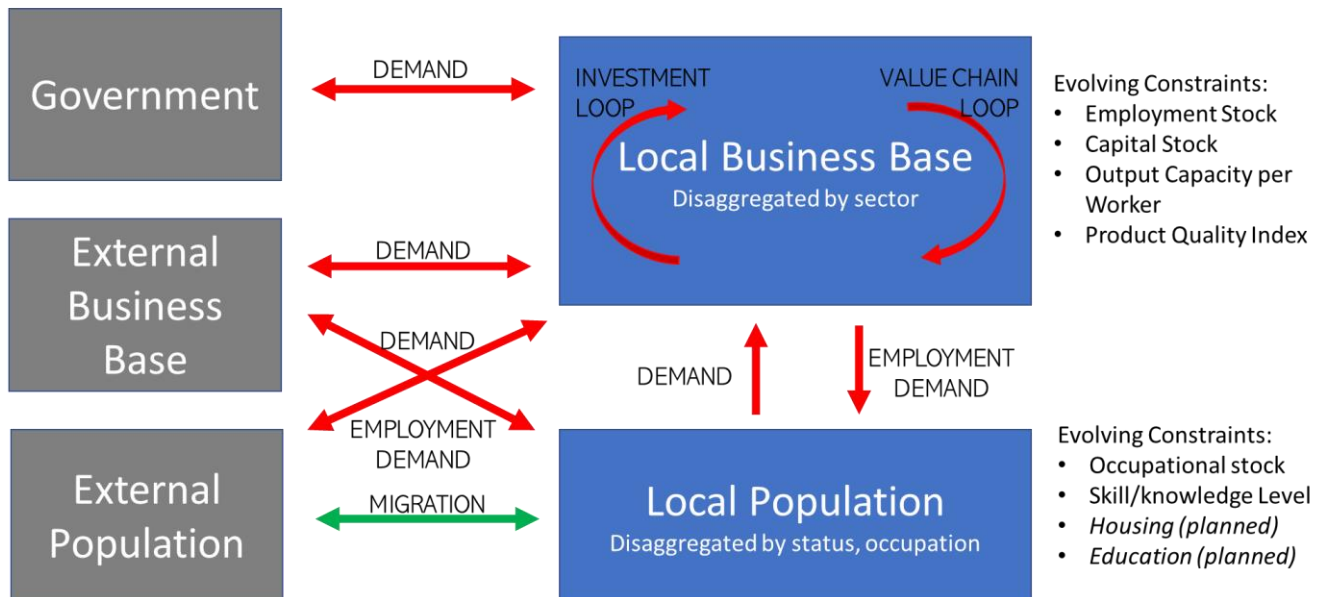 Government
DEMAND
INVESTMENT
LOOP
VALUE CHAIN
LOOP
Local Business Base
Disaggregated by sector
Evolving Constraints:
• Employment Stock
• Capital Stock
• Output Capacity per
Worker
• Product Quality Index
External
Business
Base
DEMAND
DEMAND
EMPLOYMENT
DEMAND
DEMAND
EMPLOYMENT
DEMAND
External
Population
MIGRATION
Local Population
Disaggregated by status, occupation
Evolving Constraints:
• Occupational stock
• Skill/knowledge Level
• Housing (planned)
• Education (planned)